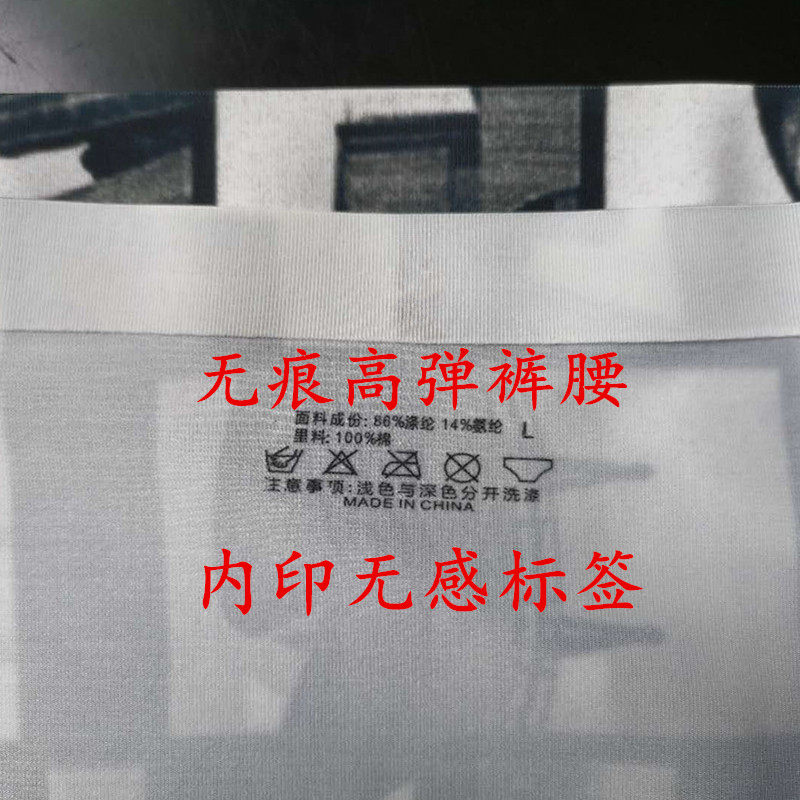 无痕高弹裤腰
面料成份: 86%涤纶 14%氨纶 L
里料: 100%棉
注意事项: 浅色与深色分开洗涤
MADE IN CHINA
内印无感标签